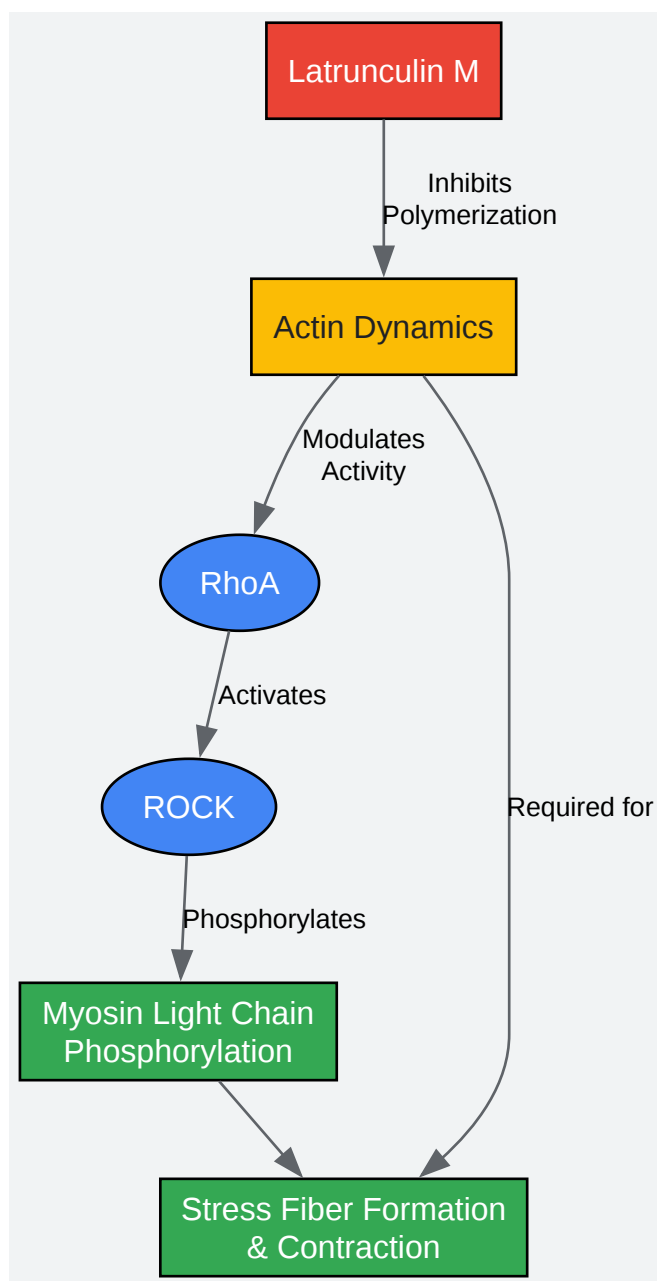 Latrunculin M
Inhibits
Polymerization
Actin Dynamics
Modulates
Activity
RhoA
Activates
ROCK
Required for
Phosphorylates
Myosin Light Chain
Phosphorylation
Stress Fiber Formation
& Contraction